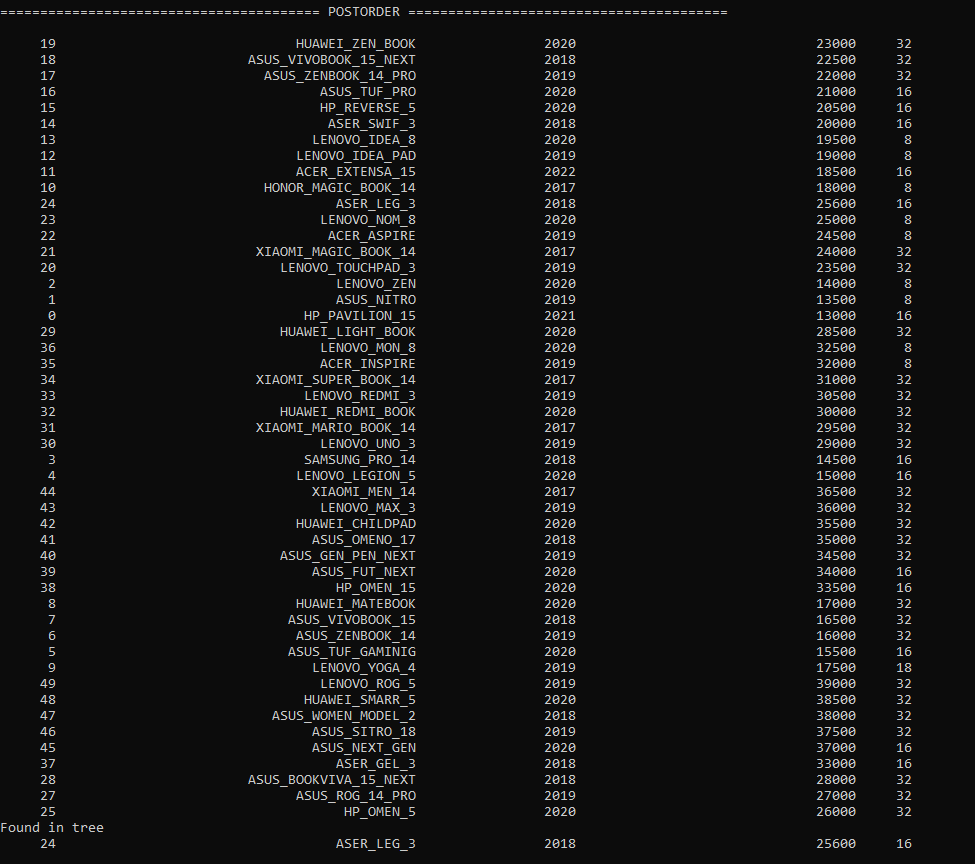 ======================================== POSTORDER ========================================
19 HUAWEI_ZEN_BOOK 2020 23000 32
18 ASUS_VIVOBOOK_15_NEXT 2018 22500 32
17 ASUS_ZENBOOK_14_PRO 2019 22000 32
16 ASUS_TUF_PRO 2020 21000 16
15 HP_REVERSE_5 2020 20500 16
14 ASER_SWIF_3 2018 20000 16
13 LENOVO_IDEA_8 2020 19500 8
12 LENOVO_IDEA_PAD 2019 19000 8
11 ACER_EXTENSA_15 2022 18500 16
10 HONOR_MAGIC_BOOK_14 2017 18000 8
24 ASER_LEG_3 2018 25600 16
23 LENOVO_NOM_8 2020 25000 8
22 ACER_ASPIRE 2019 24500 8
21 XIAOMI_MAGIC_BOOK_14 2017 24000 32
20 LENOVO_TOUCHPAD_3 2019 23500 32
2 LENOVO_ZEN 2020 14000 8
1 ASUS_NITRO 2019 13500 8
0 HP_PAVILION_15 2021 13000 16
29 HUAWEI_LIGHT_BOOK 2020 28500 32
36 LENOVO_MON_8 2020 32500 8
35 ACER_INSPIRE 2019 32000 8
34 XIAOMI_SUPER_BOOK_14 2017 31000 32
33 LENOVO_REDMI_3 2019 30500 32
32 HUAWEI_REDMI_BOOK 2020 30000 32
31 XIAOMI_MARIO_BOOK_14 2017 29500 32
30 LENOVO_UNO_3 2019 29000 32
3 SAMSUNG_PRO_14 2018 14500 16
4 LENOVO_LEGION_5 2020 15000 16
44 XIAOMI_MEN_14 2017 36500 32
43 LENOVO_MAX_3 2019 36000 32
42 HUAWEI_CHILDPAD 2020 35500 32
41 ASUS_OMENO_17 2018 35000 32
40 ASUS_GEN_PEN_NEXT 2019 34500 32
39 ASUS_FUT_NEXT 2020 34000 16
38 HP_OMEN_15 2020 33500 16
8 HUAWEI_MATEBOOK 2020 17000 32
7 ASUS_VIVOBOOK_15 2018 16500 32
6 ASUS_ZENBOOK_14 2019 16000 32
5 ASUS_TUF_GAMINIG 2020 15500 16
9 LENOVO_YOGA_4 2019 17500 18
49 LENOVO_ROG_5 2019 39000 32
48 HUAWEI_SMARR_5 2020 38500 32
47 ASUS_WOMEN_MODEL_2 2018 38000 32
46 ASUS_SITRO_18 2019 37500 32
45 ASUS_NEXT_GEN 2020 37000 16
37 ASER_GEL_3 2018 33000 16
28 ASUS_BOOKVIVA_15_NEXT 2018 28000 32
27 ASUS_ROG_14_PRO 2019 27000 32
25 HP_OMEN_5 2020 26000 32
Found in tree
24 ASER_LEG_3 2018 25600 16